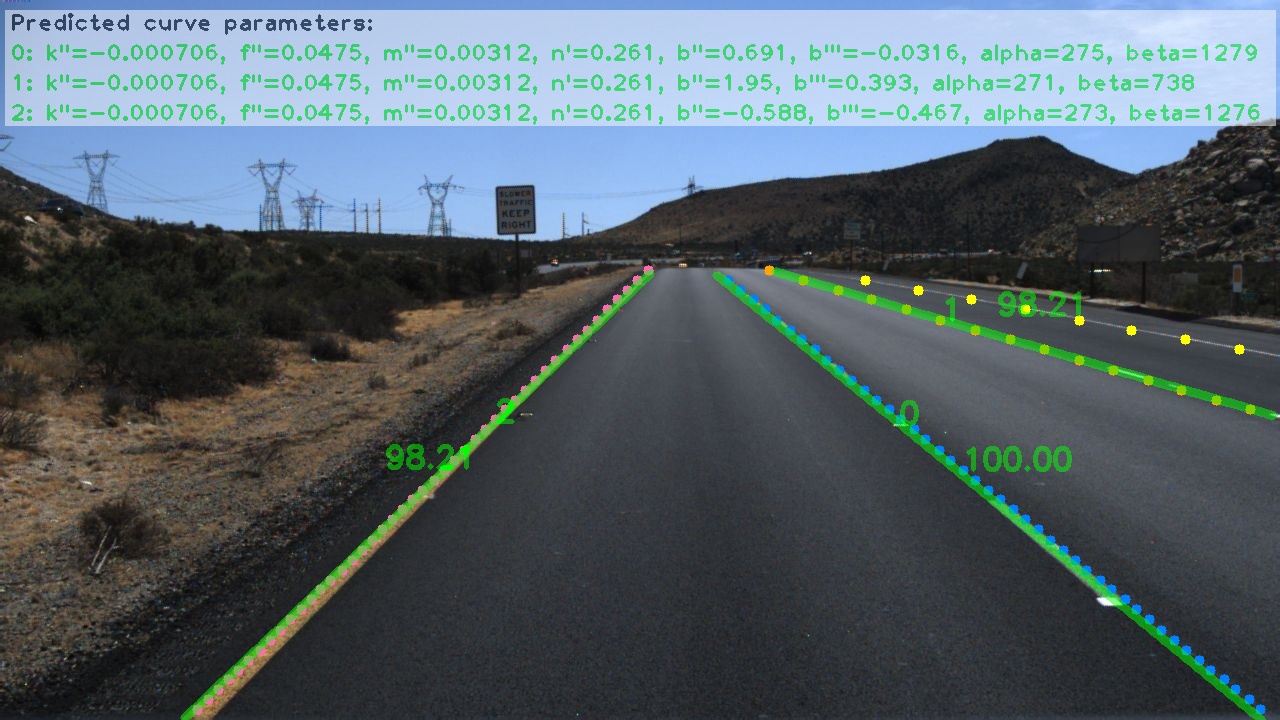 Predicted curve parameters:
0: k''=-0.000706, f''=0.0475, m''=0.00312, n'=0.261, b''=0.691, b'''=-0.0316, alpha=275, beta=1279
1: k''=-0.000706, f''=0.0475, m''=0.00312, n'=0.261, b''=1.95, b'''=0.393, alpha=271, beta=738
2: k''=-0.000706, f''=0.0475, m''=0.00312, n'=0.261, b''=-0.588, b'''=-0.467, alpha=273, beta=1276
SLOWER
TRAFFIC
KEEP
RIGHT
1 98.21
2
0
98.21
100.00